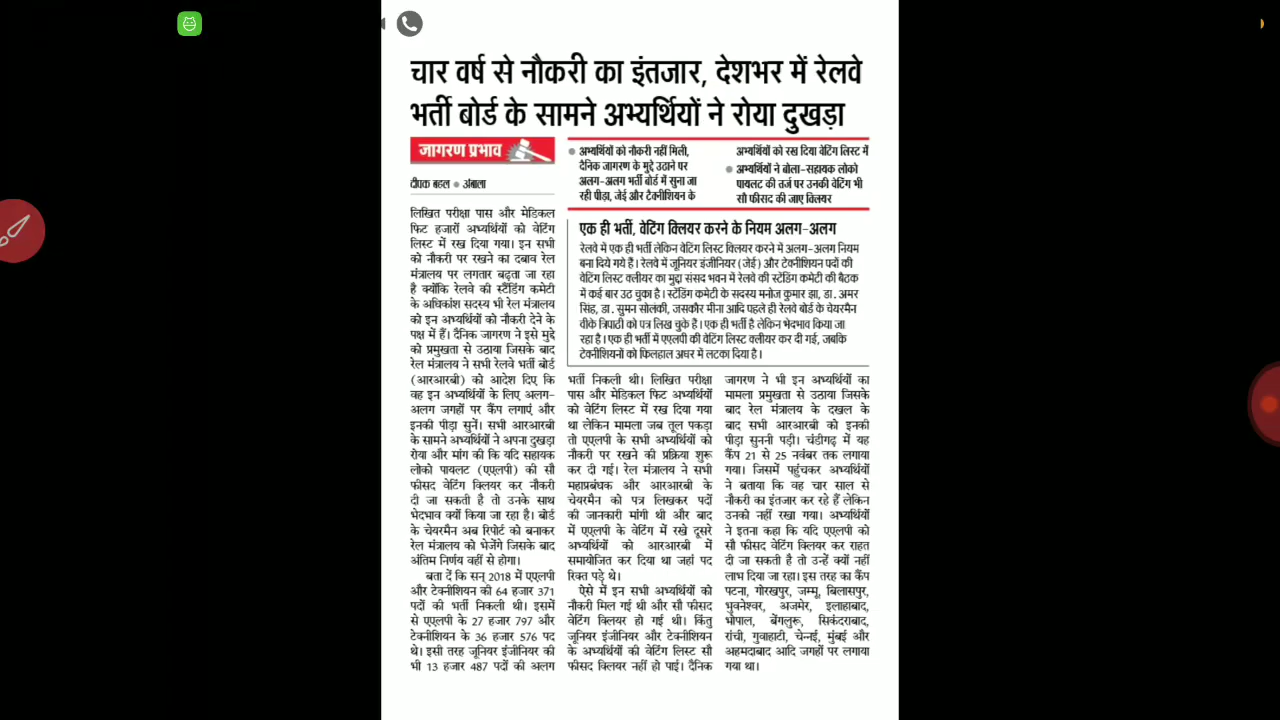 चार वर्ष से नौकरी का इंतजार, देशभर में रेलवे
भर्ती बोर्ड के सामने अभ्यर्थियों ने रोया दुखड़ा
जागरण प्रभाव
दीपक बहल ● अंबाला
● अभ्यर्थियों को नौकरी नहीं मिली,
दैनिक जागरण के मुद्दे उठाने पर
अलग-अलग भर्ती बोर्ड में सुना जा
रही पीड़ा, जेई और टैक्नीशियन के
अभ्यर्थियों को रख दिया वेटिंग लिस्ट में
● अभ्यर्थियों ने बोला-सहायक लोको
पायलट की तर्ज पर उनकी वेटिंग भी
सौ फीसद की जाए क्लियर
एक ही भर्ती, वेटिंग क्लियर करने के नियम अलग-अलग
रेलवे में एक ही भर्ती लेकिन वेटिंग लिस्ट क्लियर करने में अलग-अलग नियम
बना दिये गये हैं। रेलवे में जूनियर इंजीनियर (जेई) और टेक्नीशियन पदों की
वेटिंग लिस्ट क्लीयर का मुद्दा संसद भवन में रेलवे की स्टेंडिंग कमेटी की बैठक
में कई बार उठ चुका है। स्टेंडिंग कमेटी के सदस्य मनोज कुमार झा, डा. अमर
सिंह, डा. सुमन सोलंकी, जसकौर मीना आदि पहले ही रेलवे बोर्ड के चेयरमैन
वीके त्रिपाठी को पत्र लिख चुके हैं। एक ही भर्ती है लेकिन भेदभाव किया जा
रहा है। एक ही भर्ती में एएलपी की वेटिंग लिस्ट क्लीयर कर दी गई, जबकि
टेक्नीशियनों को फिलहाल अधर में लटका दिया है।
लिखित परीक्षा पास और मेडिकल
फिट हजारों अभ्यर्थियों को वेटिंग
लिस्ट में रख दिया गया। इन सभी
को नौकरी पर रखने का दबाव रेल
मंत्रालय पर लगतार बढ़ता जा रहा
है क्योंकि रेलवे की स्टैंडिंग कमेटी
के अधिकांश सदस्य भी रेल मंत्रालय
को इन अभ्यर्थियों को नौकरी देने के
पक्ष में हैं। दैनिक जागरण ने इसे मुद्दे
को प्रमुखता से उठाया जिसके बाद
रेल मंत्रालय ने सभी रेलवे भर्ती बोर्ड
(आरआरबी) को आदेश दिए कि
वह इन अभ्यर्थियों के लिए अलग-
अलग जगहों पर कैंप लगाएं और
इनकी पीड़ा सुनें। सभी आरआरबी
के सामने अभ्यर्थियों ने अपना दुखड़ा
रोया और मांग की कि यदि सहायक
लोको पायलट (एएलपी) की सौ
फीसद वेटिंग क्लियर कर नौकरी
दी जा सकती है तो उनके साथ
भेदभाव क्यों किया जा रहा है। बोर्ड
के चेयरमैन अब रिपोर्ट को बनाकर
रेल मंत्रालय को भेजेंगे जिसके बाद
अंतिम निर्णय वहीं से होगा।
बता दें कि सन् 2018 में एएलपी
और टेक्नीशियन की 64 हजार 371
पदों की भर्ती निकली थी। इसमें
से एएलपी के 27 हजार 797 और
टेक्नीशियन के 36 हजार 576 पद
थे। इसी तरह जूनियर इंजीनियर की
भी 13 हजार 487 पदों की अलग
भर्ती निकली थी। लिखित परीक्षा
पास और मेडिकल फिट अभ्यर्थियों
को वेटिंग लिस्ट में रख दिया गया
था लेकिन मामला जब तूल पकड़ा
तो एएलपी के सभी अभ्यर्थियों को
नौकरी पर रखने की प्रक्रिया शुरू
कर दी गई। रेल मंत्रालय ने सभी
महाप्रबंधक और आरआरबी के
चेयरमैन को पत्र लिखकर पदों
की जानकारी मांगी थी और बाद
में एएलपी के वेटिंग में रखे दूसरे
अभ्यर्थियों को आरआरबी में
समायोजित कर दिया था जहां पद
रिक्त पड़े थे।
ऐसे में इन सभी अभ्यर्थियों को
नौकरी मिल गई थी और सौ फीसद
वेटिंग क्लियर हो गई थी। किंतु
जूनियर इंजीनियर और टेक्नीशियन
के अभ्यर्थियों की वेटिंग लिस्ट सौ
फीसद क्लियर नहीं हो पाई। दैनिक
जागरण ने भी इन अभ्यर्थियों का
मामला प्रमुखता से उठाया जिसके
बाद रेल मंत्रालय के दखल के
बाद सभी आरआरबी को इनकी
पीड़ा सुननी पड़ी। चंडीगढ़ में यह
कैंप 21 से 25 नवंबर तक लगाया
गया। जिसमें पहुंचकर अभ्यर्थियों
ने बताया कि वह चार साल से
नौकरी का इंतजार कर रहे हैं लेकिन
उनको नहीं रखा गया। अभ्यर्थियों
ने इतना कहा कि यदि एएलपी को
सौ फीसद वेटिंग क्लियर कर राहत
दी जा सकती है तो उन्हें क्यों नहीं
लाभ दिया जा रहा। इस तरह का कैंप
पटना, गोरखपुर, जम्मू, बिलासपुर,
भुवनेश्वर, अजमेर, इलाहाबाद,
भोपाल, बेंगलुरू, सिकंदराबाद,
रांची, गुवाहाटी, चेन्नई, मुंबई और
अहमदाबाद आदि जगहों पर लगाया
गया था।